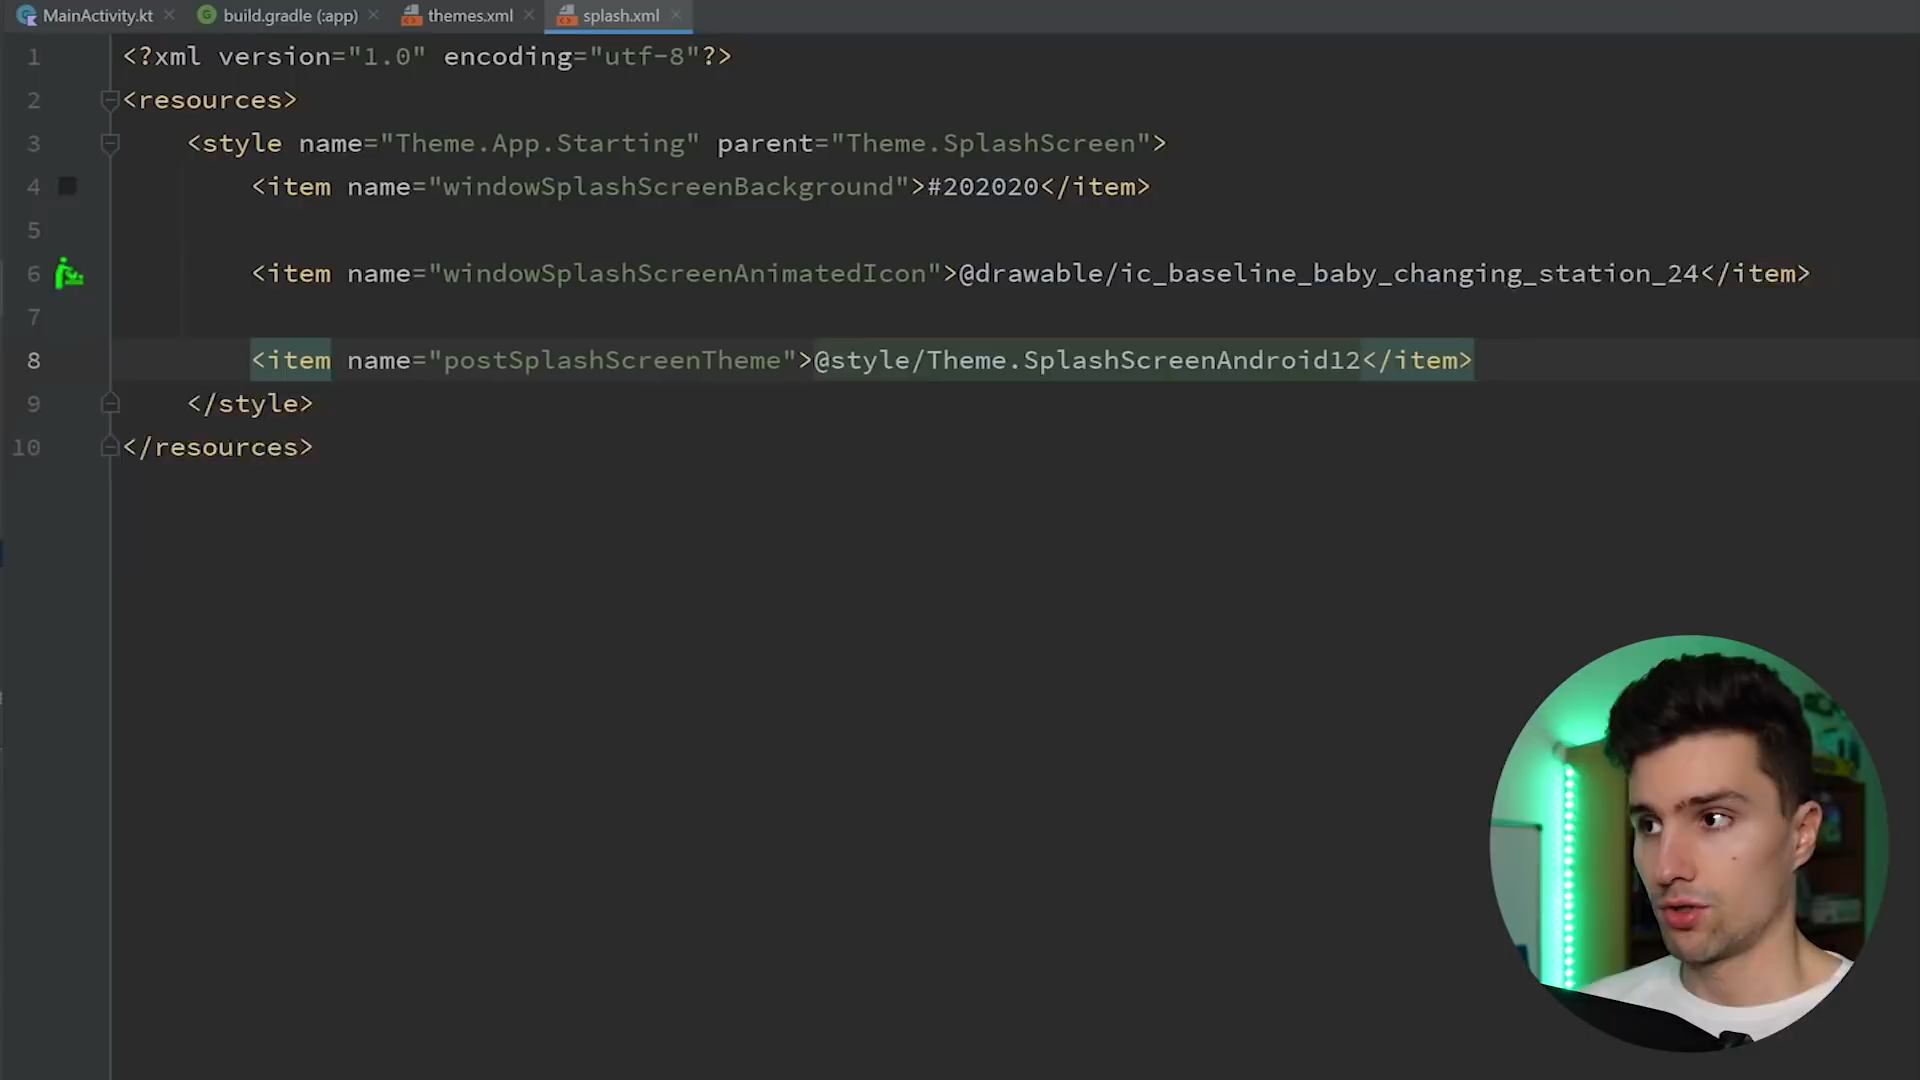 MainActivity.kt build.gradle (:app) themes.xml splash.xml
1 <?xml version="1.0" encoding="utf-8"?>
2 <resources>
3 <style name="Theme.App.Starting" parent="Theme.SplashScreen">
4 <item name="windowSplashScreenBackground">#202020</item>
5
6 <item name="windowSplashScreenAnimatedIcon">@drawable/ic_baseline_baby_changing_station_24</item>
7
8 <item name="postSplashScreenTheme">@style/Theme.SplashScreenAndroid12</item>
9 </style>
10 </resources>